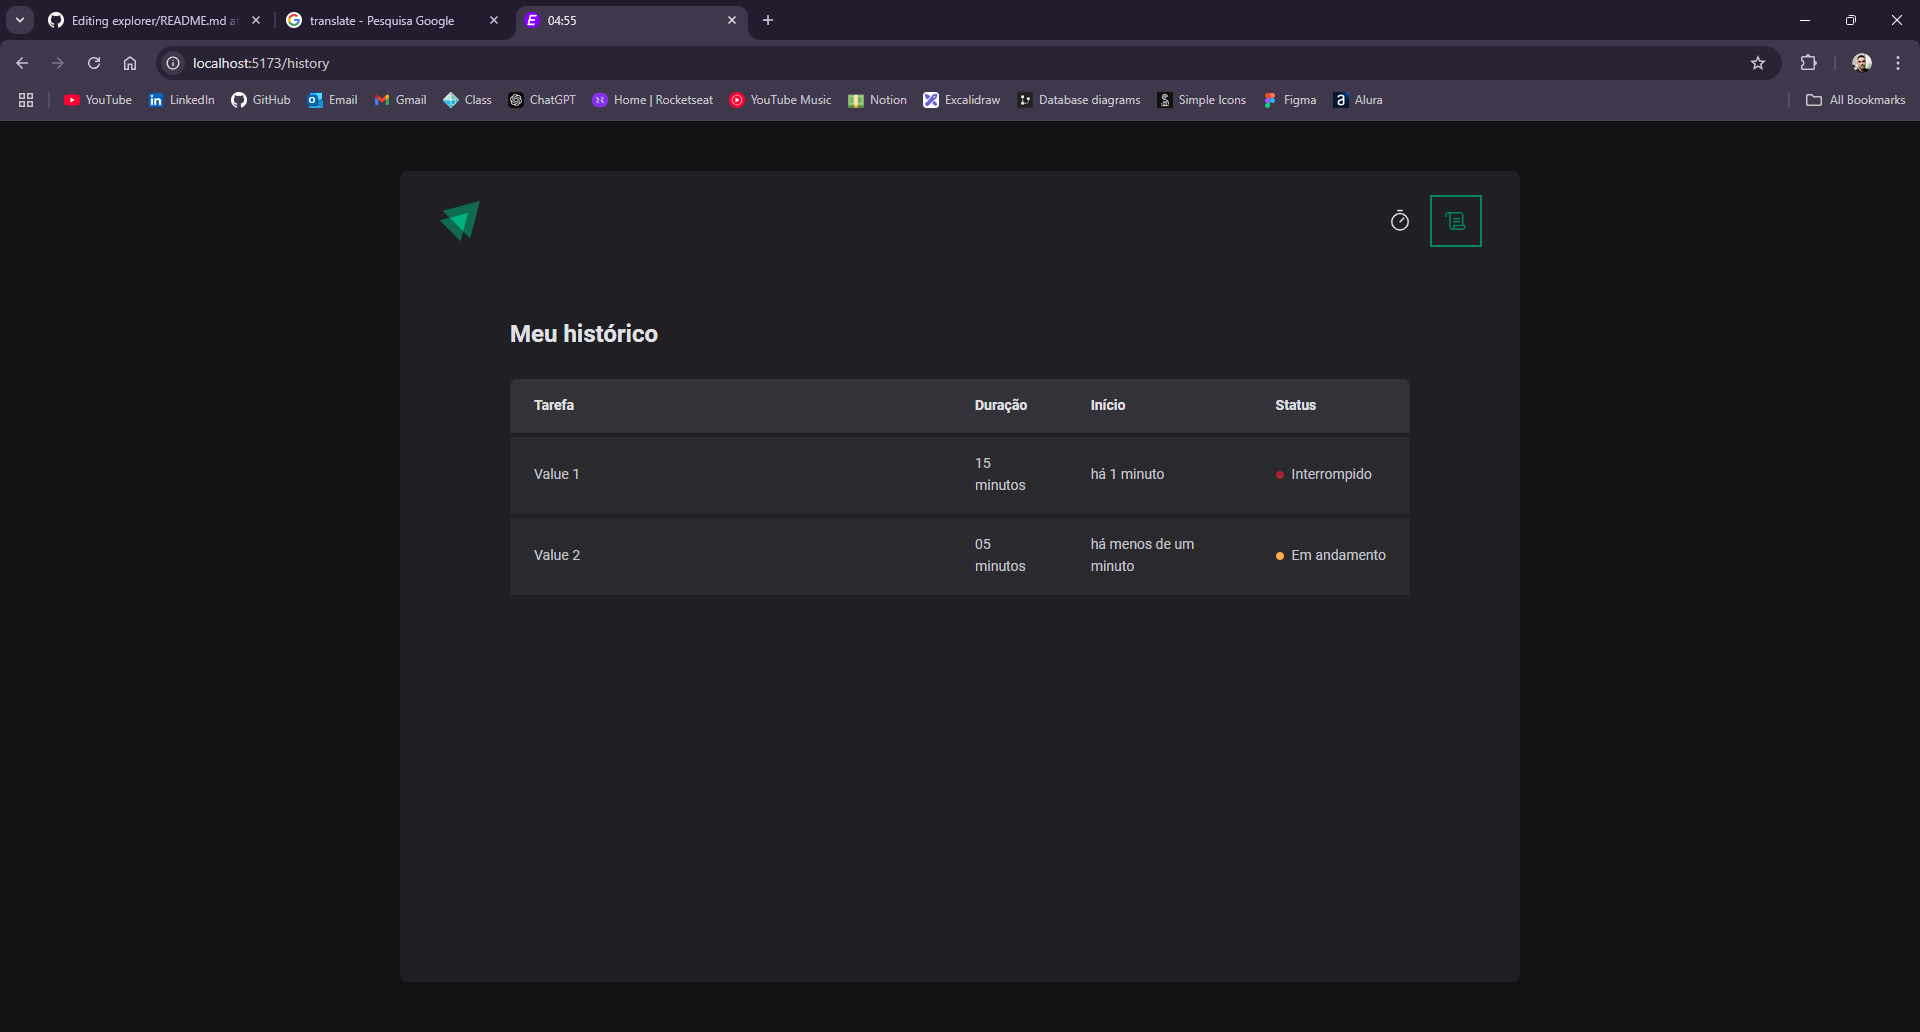 Editing explorer/README.md a
translate - Pesquisa Google
E 04:55
localhost:5173/history
YouTube
LinkedIn
GitHub
Email
Gmail
Class
ChatGPT
Home | Rocketseat
YouTube Music
Notion
Excalidraw
Database diagrams
Simple Icons
Figma
a Alura
All Bookmarks
Meu histórico
Tarefa Duração Início Status
Value 1
15
minutos
há 1 minuto
Interrompido
Value 2
05
minutos
há menos de um
minuto
Em andamento